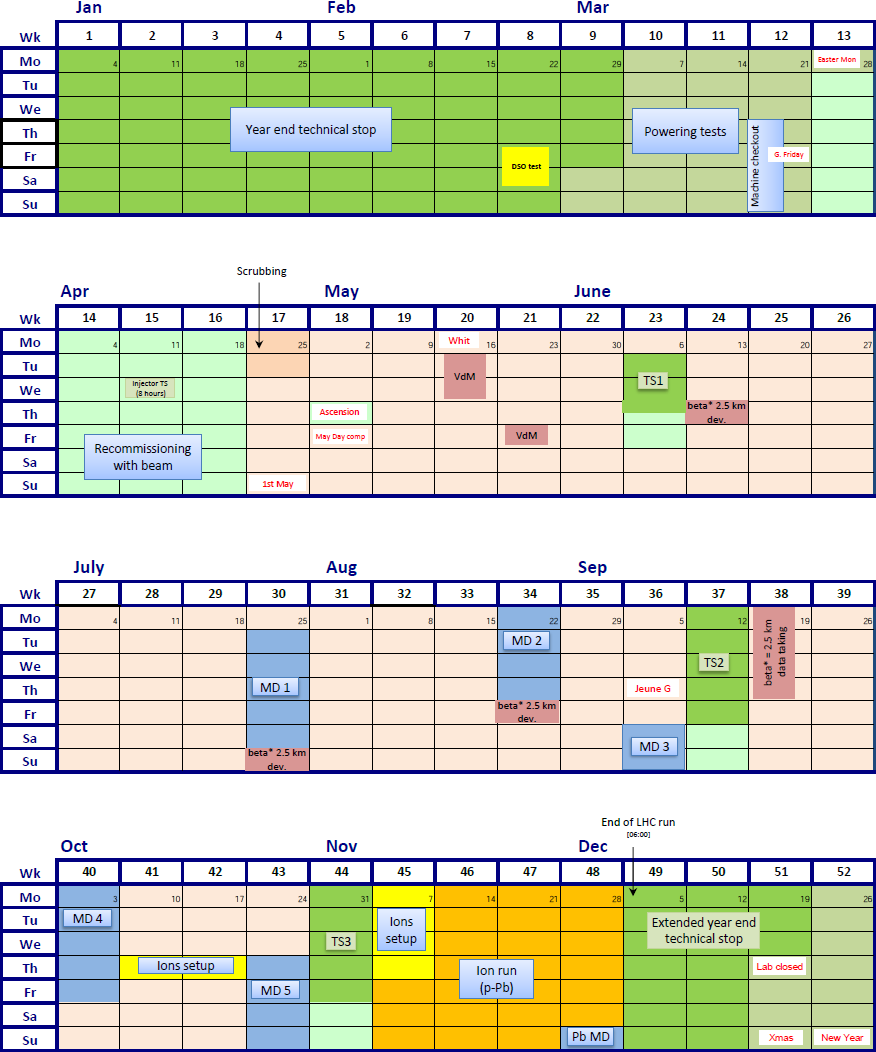 Jan Feb Mar
Wk 1 2 3 4 5 6 7 8 9 10 11 12 13
Mo 4 11 18 25 1 8 15 22 29 7 14 21 Easter Mon 28
Tu
We
Th
Year end technical stop
Powering tests
Machine checkout
Fr
DSO test
G. Friday
Sa
Su
Scrubbing
Apr May June
Wk 14 15 16 17 18 19 20 21 22 23 24 25 26
Mo 4 11 18 25 2 9 Whit 16 23 30 6 13 20 27
Tu
VdM
We
Injector TS
(8 hours)
TS1
Th
Ascension
beta* 2.5 km
dev.
Fr
May Day comp
VdM
Recommissioning
with beam
Sa
Su
1st May
July Aug Sep
Wk 27 28 29 30 31 32 33 34 35 36 37 38 39
Mo 4 11 18 25 1 8 15 22 29 5 12 19 26
Tu
MD 2
We
TS2
beta* = 2.5 km
data taking
Th
MD 1
Jeune G
Fr
beta* 2.5 km
dev.
Sa
MD 3
Su
beta* 2.5 km
dev.
End of LHC run
[06:00]
Oct Nov Dec
Wk 40 41 42 43 44 45 46 47 48 49 50 51 52
Mo 3 10 17 24 31 7 14 21 28 5 12 19 26
Tu
MD 4
Ions
setup
Extended year end
technical stop
We
TS3
Th
Ions setup
Ion run
(p-Pb)
Lab closed
Fr
MD 5
Sa
Su
Pb MD
Xmas
New Year